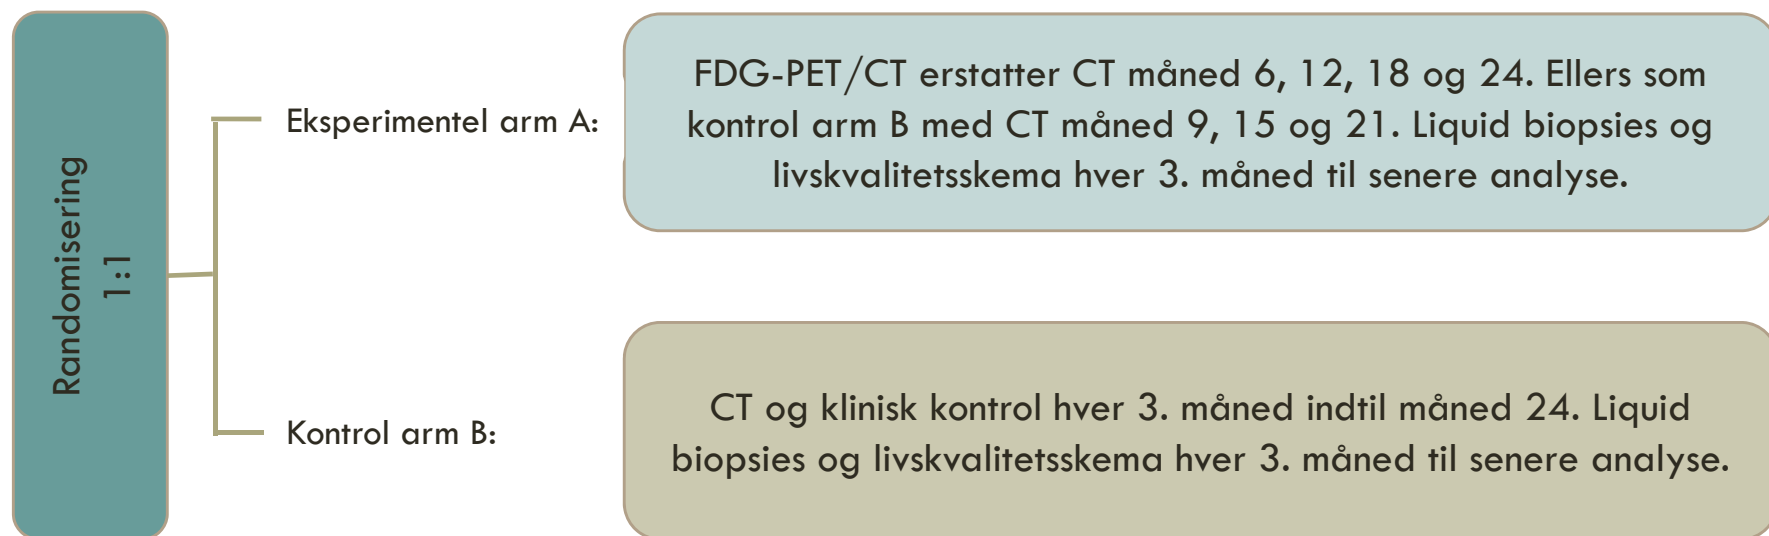 Randomisering
1:1
Eksperimentel arm A:
FDG-PET/CT erstatter CT måned 6, 12, 18 og 24. Ellers som
kontrol arm B med CT måned 9, 15 og 21. Liquid biopsies og
livskvalitetsskema hver 3. måned til senere analyse.
Kontrol arm B:
CT og klinisk kontrol hver 3. måned indtil måned 24. Liquid
biopsies og livskvalitetsskema hver 3. måned til senere analyse.